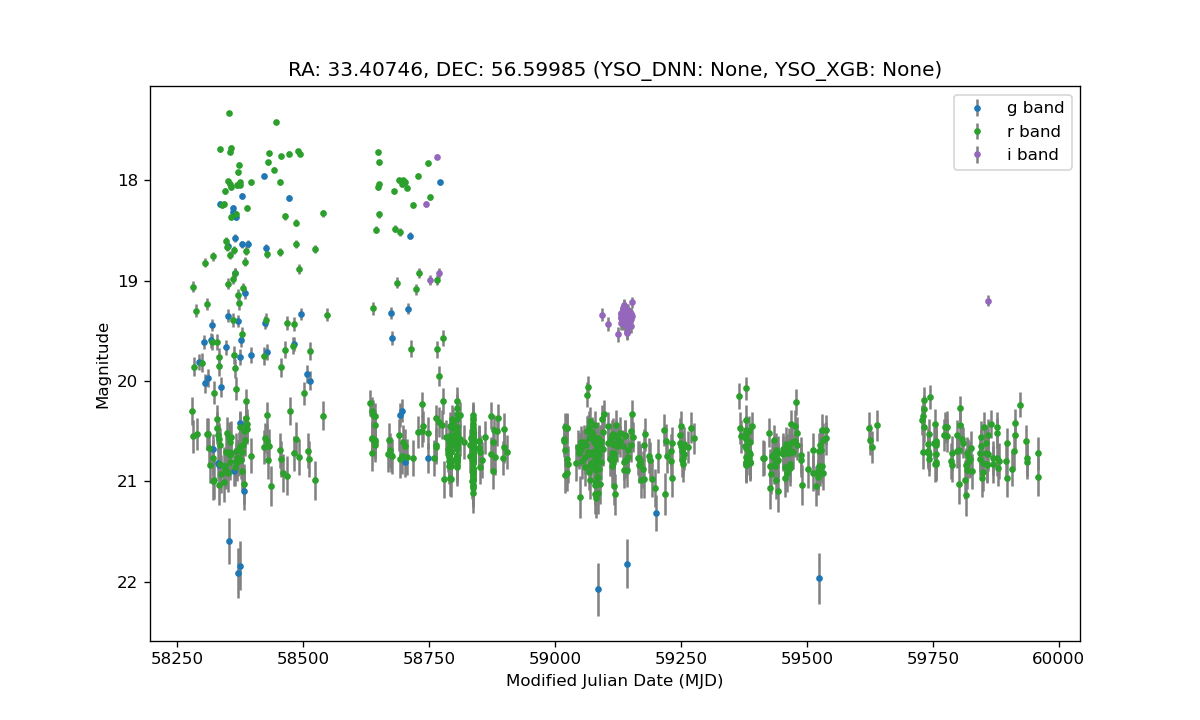 RA: 33.40746, DEC: 56.59985 (YSO_DNN: None, YSO_XGB: None)
g band
r band
i band
18
19
20
21
22
Magnitude
58250 58500 58750 59000 59250 59500 59750 60000
Modified Julian Date (MJD)